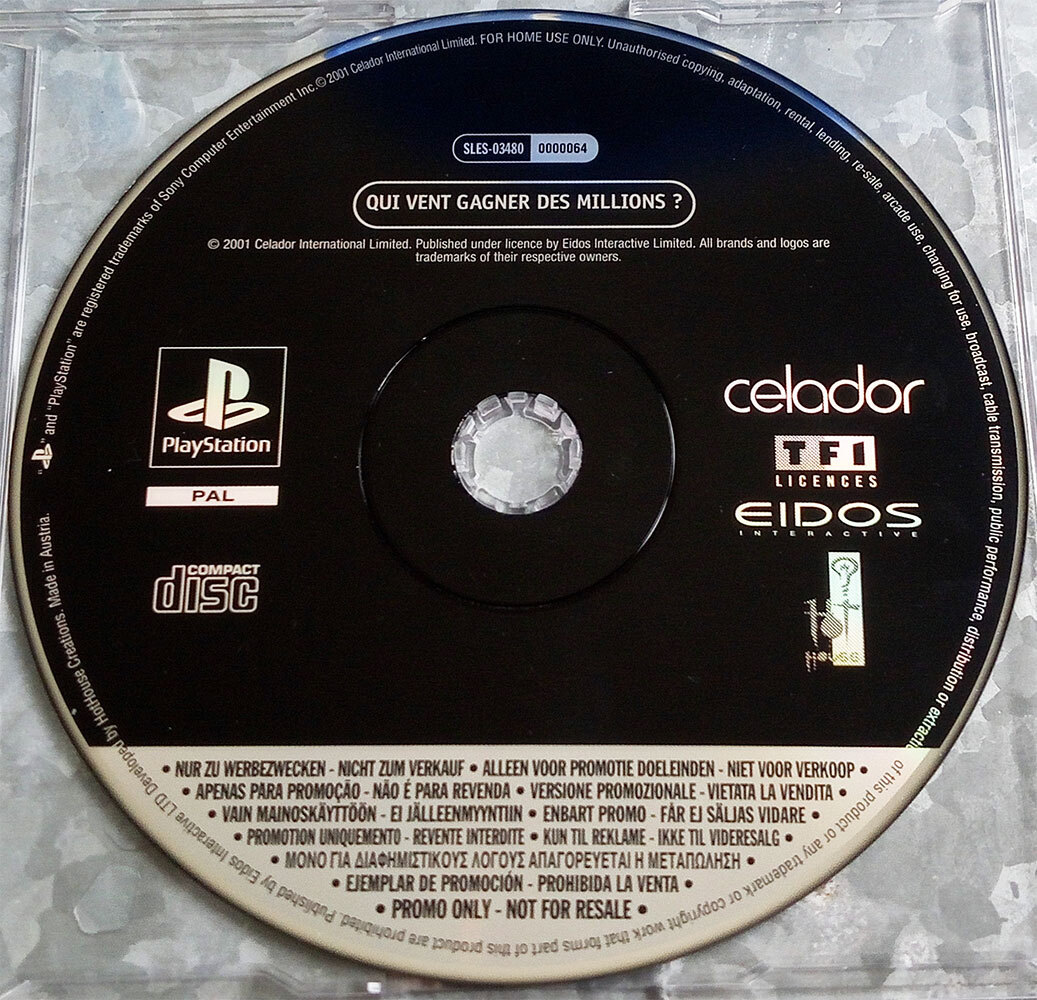 "PS" and "PlayStation" are registered trademarks of Sony Computer Entertainment Inc. © 2001 Celador International Limited. FOR HOME USE ONLY. Unauthorised copying, adaptation, rental, lending, re-sale, arcade use, charging for use, broadcast, cable transmission, public performance, distribution or extraction of this product or any trademark or copyright work that forms part of this product are prohibited. Published by Eidos Interactive LTD Developed by HotHouse Creations. Made in Austria.
SLES-03480 0000064
QUI VENT GAGNER DES MILLIONS ?
© 2001 Celador International Limited. Published under licence by Eidos Interactive Limited. All brands and logos are
trademarks of their respective owners.
PlayStation
PAL
COMPACT
disc
celador
TF1
LICENCES
EIDOS
INTERACTIVE
HOT
HOUSE
• NUR ZU WERBEZWECKEN - NICHT ZUM VERKAUF • ALLEEN VOOR PROMOTIE DOELEINDEN - NIET VOOR VERKOOP •
• APENAS PARA PROMOÇÃO - NÃO É PARA REVENDA • VERSIONE PROMOZIONALE - VIETATA LA VENDITA •
• VAIN MAINOSKÄYTTÖÖN - EI JÄLLEENMYYNTIIN • ENBART PROMO - FÅR EJ SÄLJAS VIDARE •
• PROMOTION UNIQUEMENTO - REVENTE INTERDITE • KUN TIL REKLAME - IKKE TIL VIDERESALG •
• ΜΟΝΟ ΓΙΑ ΔΙΑΦΗΜΙΣΤΙΚΟΥΣ ΛΟΓΟΥΣ ΑΠΑΓΟΡΕΥΕΤΑΙ Η ΜΕΤΑΠΩΛΗΣΗ •
• EJEMPLAR DE PROMOCIÓN - PROHIBIDA LA VENTA •
• PROMO ONLY - NOT FOR RESALE •